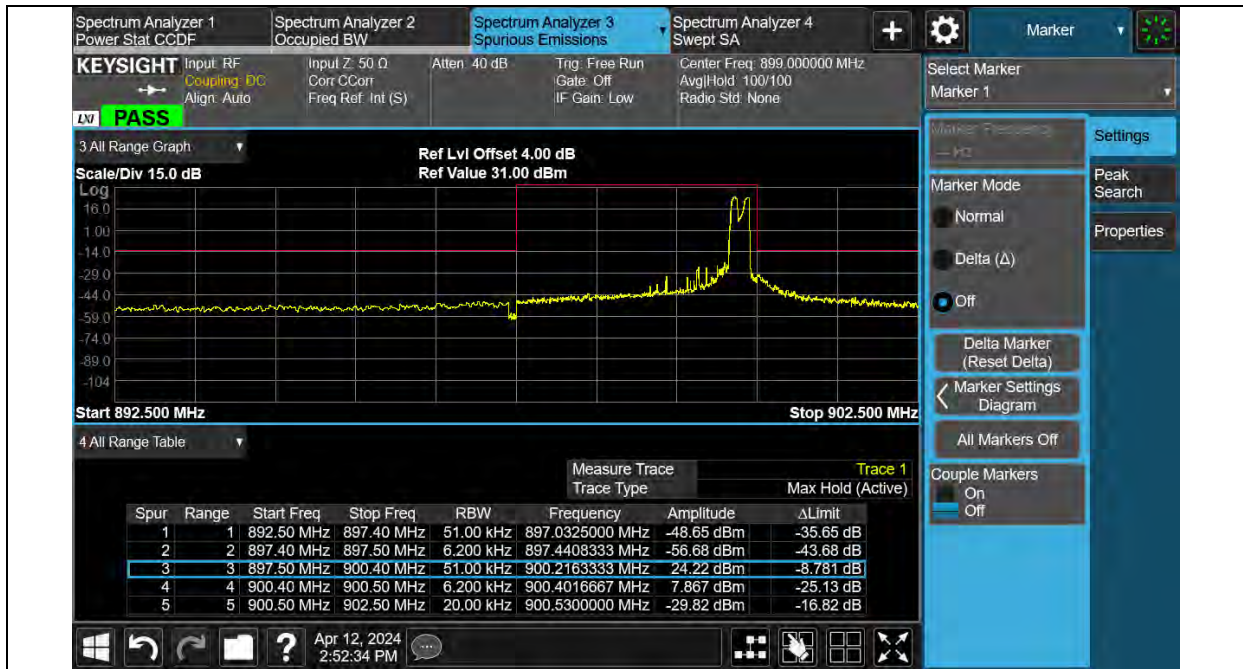 Spectrum Analyzer 1
Power Stat CCDF
Spectrum Analyzer 2
Occupied BW
Spectrum Analyzer 3
Spurious Emissions
Spectrum Analyzer 4
Swept SA
+
Marker
KEYSIGHT
Input: RF
Coupling: DC
Align: Auto
Input Z: 50 Ω
Corr CCorr
Freq Ref: Int (S)
Atten: 40 dB
Trig: Free Run
Gate: Off
IF Gain: Low
Center Freq: 899.000000 MHz
Avg|Hold: 100/100
Radio Std: None
LXI PASS
Select Marker
Marker 1
3 All Range Graph
Ref Lvl Offset 4.00 dB
Scale/Div 15.0 dB Ref Value 31.00 dBm
Log
16.0
1.00
-14.0
-29.0
-44.0
-59.0
-74.0
-89.0
-104
Start 892.500 MHz Stop 902.500 MHz
Marker Frequency
--- Hz
Marker Mode
Normal
Delta (Δ)
Off
Delta Marker
(Reset Delta)
Marker Settings
Diagram
All Markers Off
Couple Markers
On
Off
Settings
Peak
Search
Properties
4 All Range Table
Measure Trace Trace 1
Trace Type Max Hold (Active)
Spur Range Start Freq Stop Freq RBW Frequency Amplitude ΔLimit
1 1 892.50 MHz 897.40 MHz 51.00 kHz 897.0325000 MHz -48.65 dBm -35.65 dB
2 2 897.40 MHz 897.50 MHz 6.200 kHz 897.4408333 MHz -56.68 dBm -43.68 dB
3 3 897.50 MHz 900.40 MHz 51.00 kHz 900.2163333 MHz 24.22 dBm -8.781 dB
4 4 900.40 MHz 900.50 MHz 6.200 kHz 900.4016667 MHz 7.867 dBm -25.13 dB
5 5 900.50 MHz 902.50 MHz 20.00 kHz 900.5300000 MHz -29.82 dBm -16.82 dB
?
Apr 12, 2024
2:52:34 PM